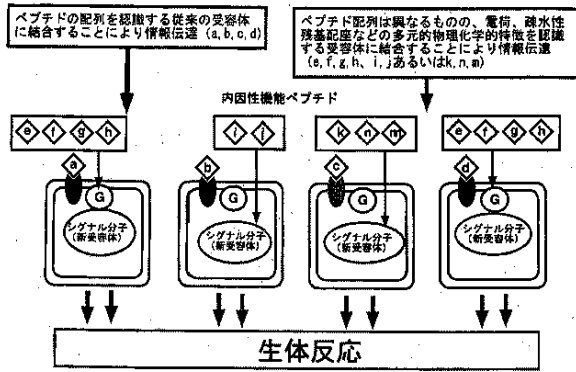 ペプチドの配列を認識する従来の受容体
に結合することにより情報伝達 (a,b,c,d)
ペプチド配列は異なるものの、電荷、疎水性
残基配座などの多元的物理化学的特徴を認識
する受容体に結合することにより情報伝達
(e,f,g,h、i,jあるいはk,n,m)
内因性機能ペプチド
e f g h
i j
k n m
e f g h
a
b
c
d
G
G
G
G
シグナル分子
(新受容体)
シグナル分子
(新受容体)
シグナル分子
(新受容体)
シグナル分子
(新受容体)
生体反応